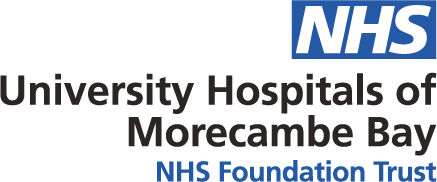 NHS
University Hospitals of
Morecambe Bay
NHS Foundation Trust